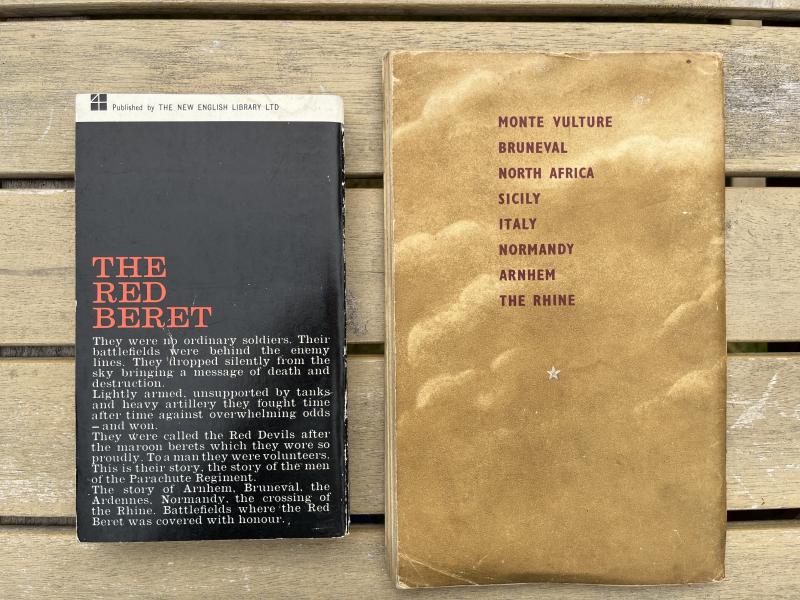 Published by THE NEW ENGLISH LIBRARY LTD
THE
RED
BERET
They were no ordinary soldiers. Their
battlefields were behind the enemy
lines. They dropped silently from the
sky bringing a message of death and
destruction.
Lightly armed, unsupported by tanks
and heavy artillery they fought time
after time against overwhelming odds
– and won.
They were called the Red Devils after
the maroon berets which they wore so
proudly. To a man they were volunteers.
This is their story, the story of the men
of the Parachute Regiment.
The story of Arnhem, Bruneval, the
Ardennes, Normandy, the crossing of
the Rhine. Battlefields where the Red
Beret was covered with honour.
MONTE VULTURE
BRUNEVAL
NORTH AFRICA
SICILY
ITALY
NORMANDY
ARNHEM
THE RHINE